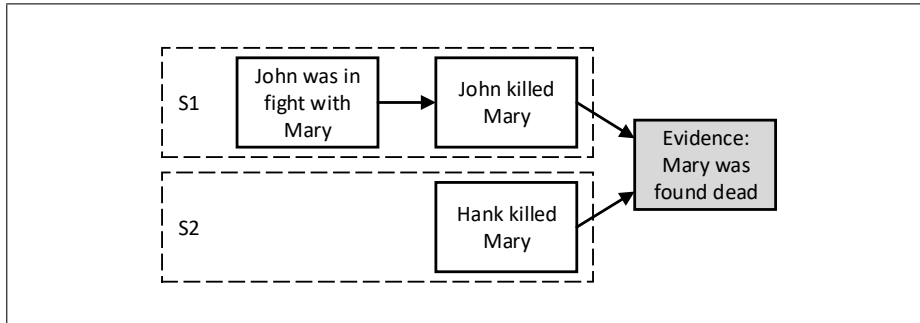 S1
John was in
fight with
Mary
John killed
Mary
Evidence:
Mary was
found dead
S2
Hank killed
Mary